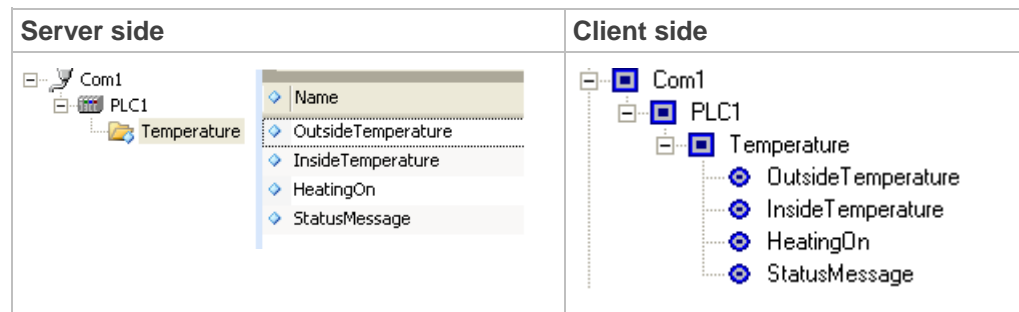 Server side
Com1
PLC1
Temperature
Name
OutsideTemperature
InsideTemperature
HeatingOn
StatusMessage
Client side
Com1
PLC1
Temperature
OutsideTemperature
InsideTemperature
HeatingOn
StatusMessage